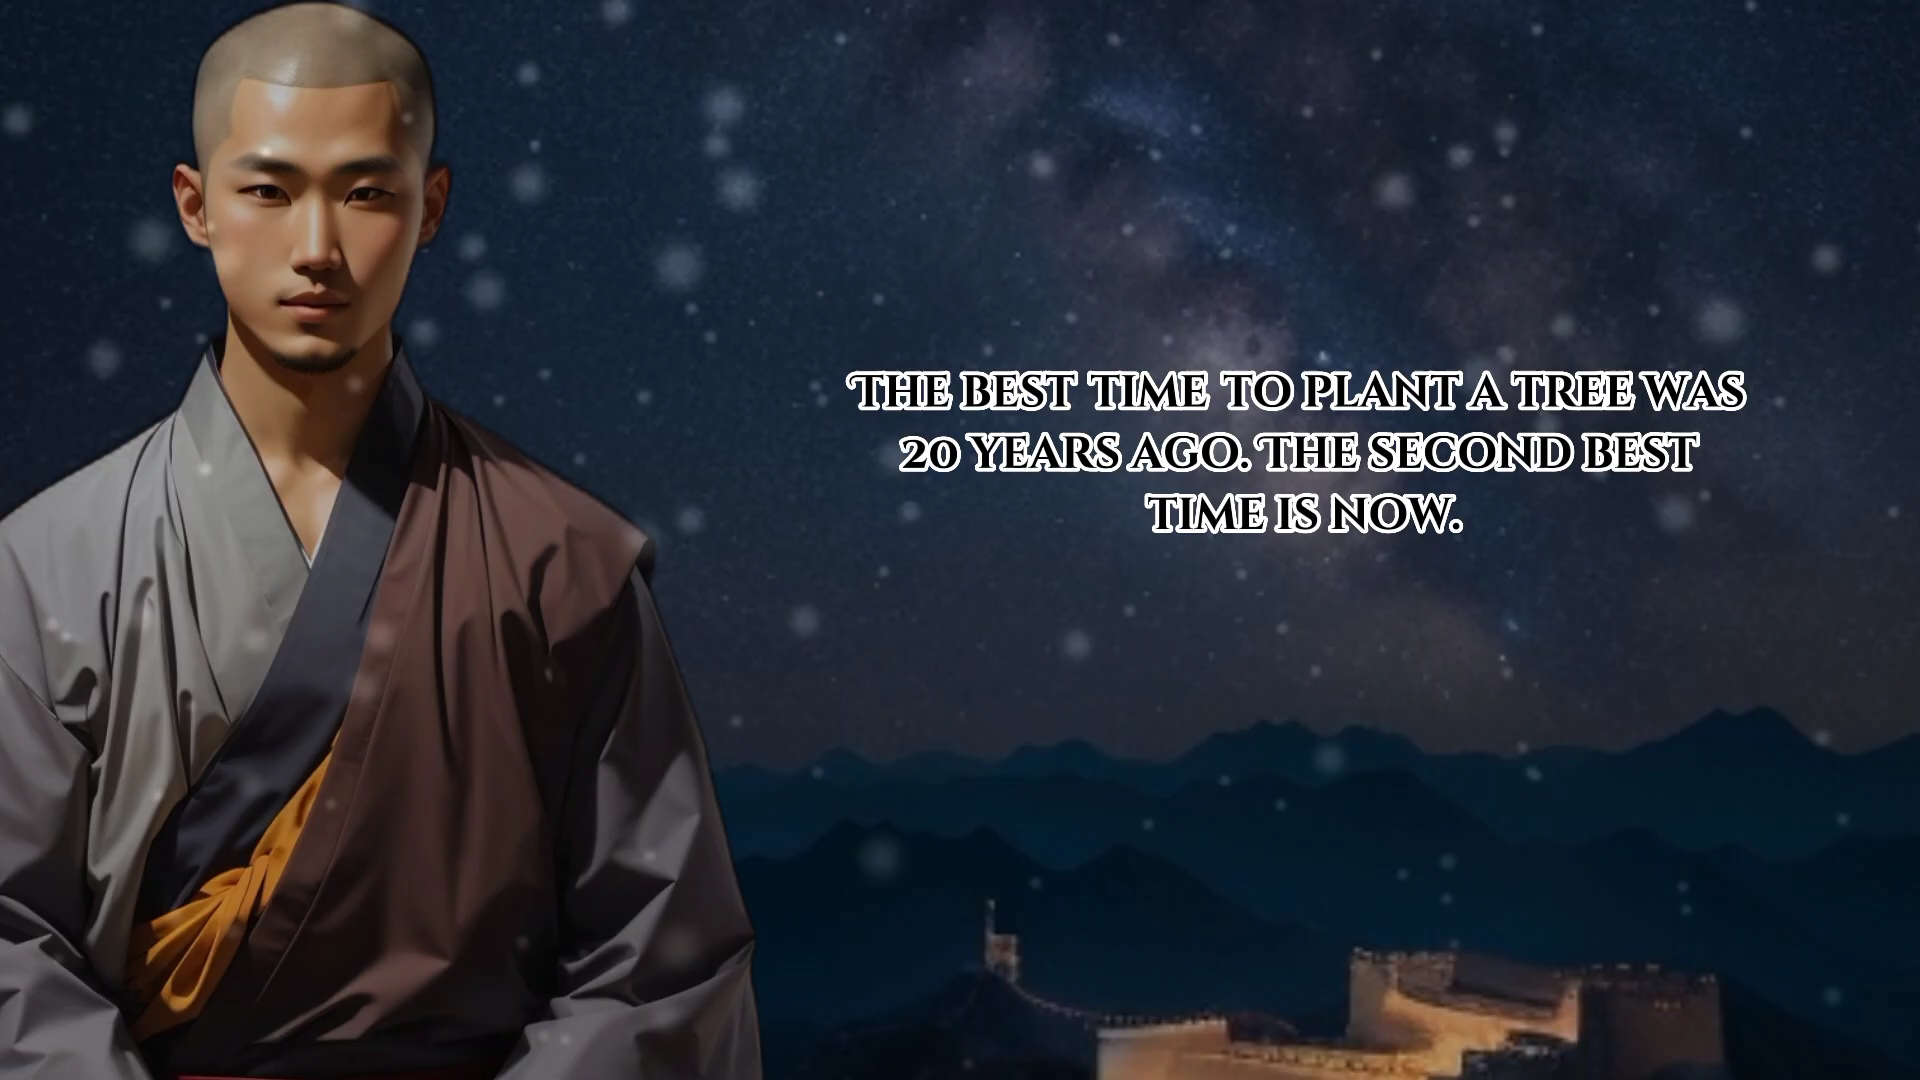 THE BEST TIME TO PLANT A TREE WAS
20 YEARS AGO. THE SECOND BEST
TIME IS NOW.